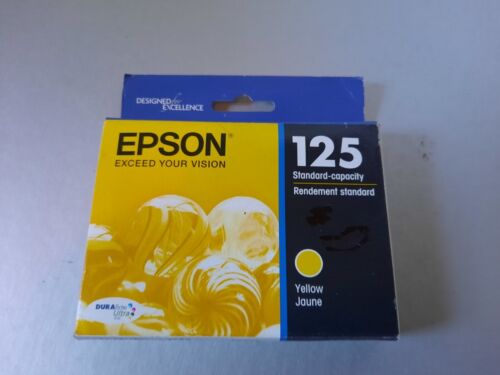 DESIGNED for
EXCELLENCE
EPSON®
EXCEED YOUR VISION
125
Standard-capacity
Rendement standard
Yellow
Jaune
DURABrite
Ultra